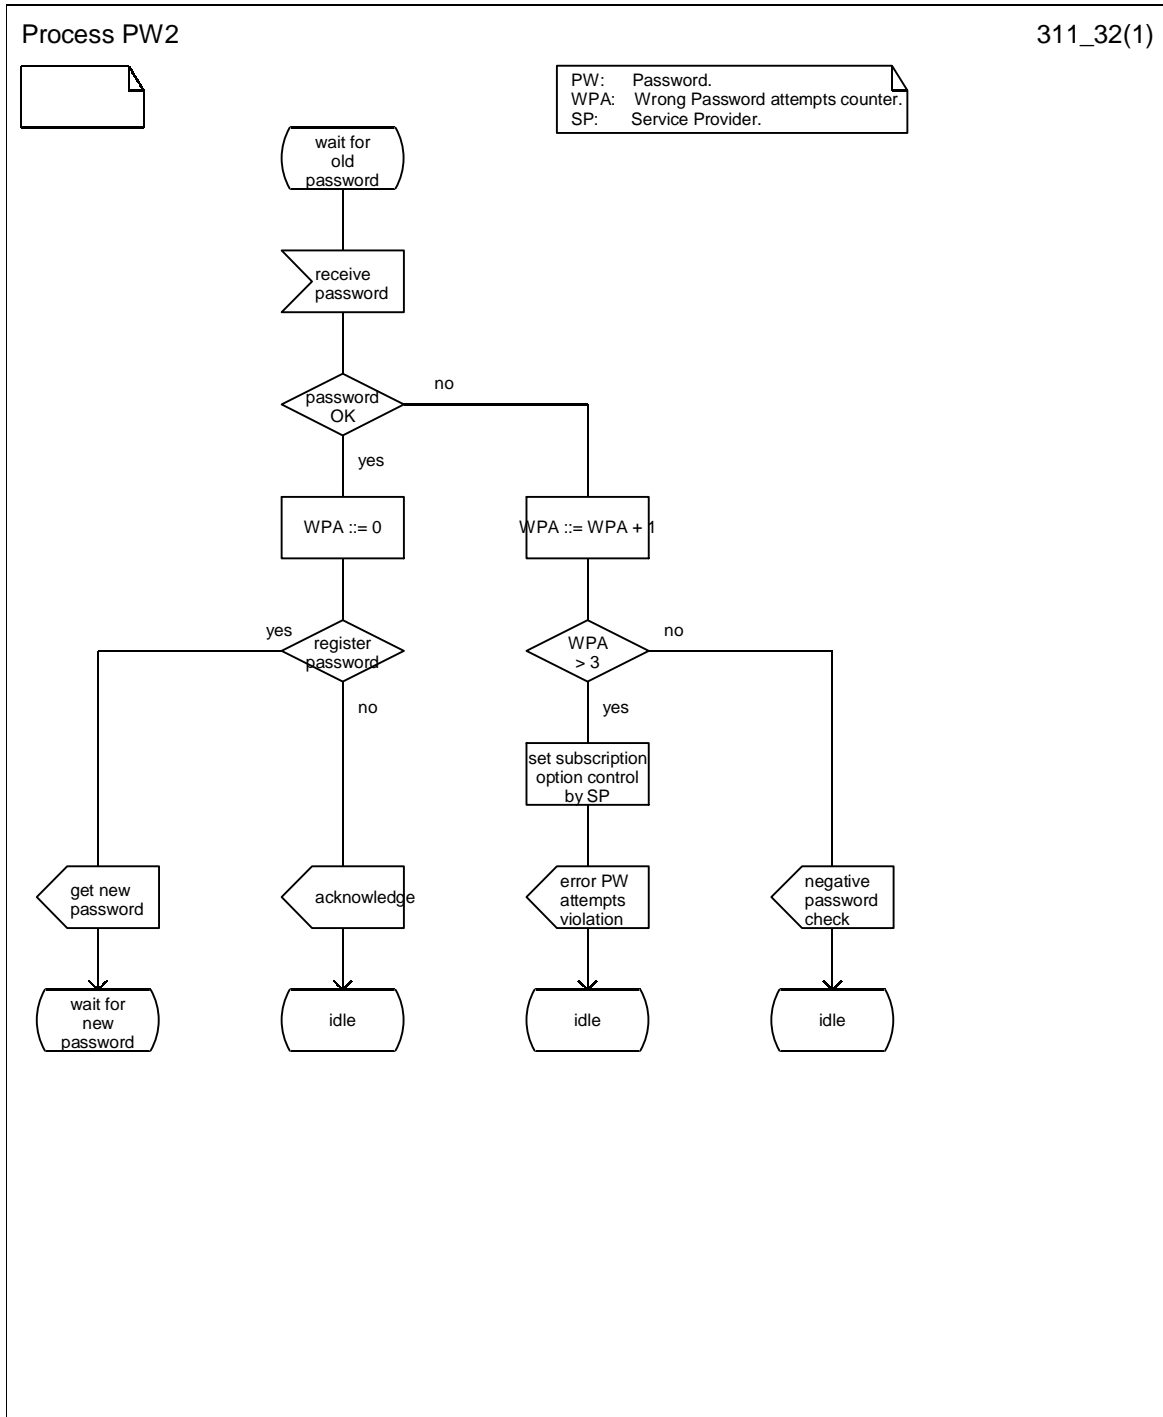 Process PW2
311_32(1)
PW: Password.
WPA: Wrong Password attempts counter.
SP: Service Provider.
wait for
old
password
receive
password
password
OK
no
yes
WPA ::= 0
WPA ::= WPA + 1
yes
register
password
no
WPA
> 3
no
yes
set subscription
option control
by SP
get new
password
acknowledge
error PW
attempts
violation
negative
password
check
wait for
new
password
idle
idle
idle